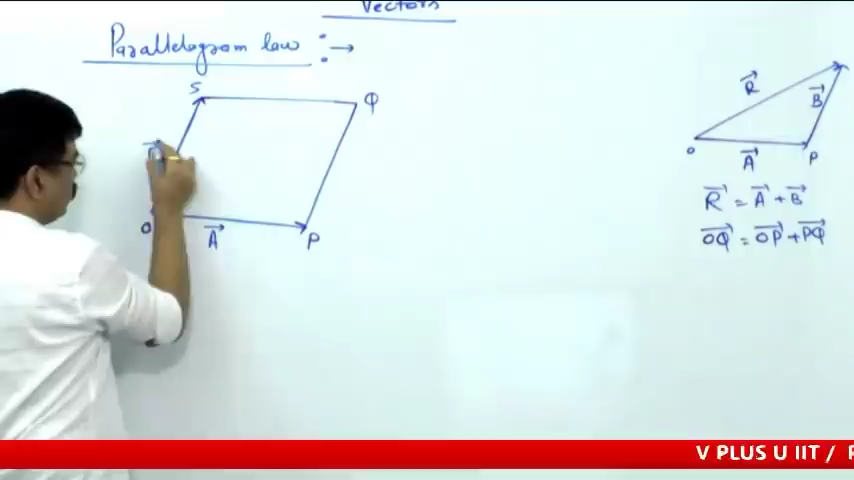 Vectors
Parallelogram law :→
S
Q
O
P
A
R
B
O
A
P
R = A + B
OQ = OP + PQ
V PLUS U IIT /